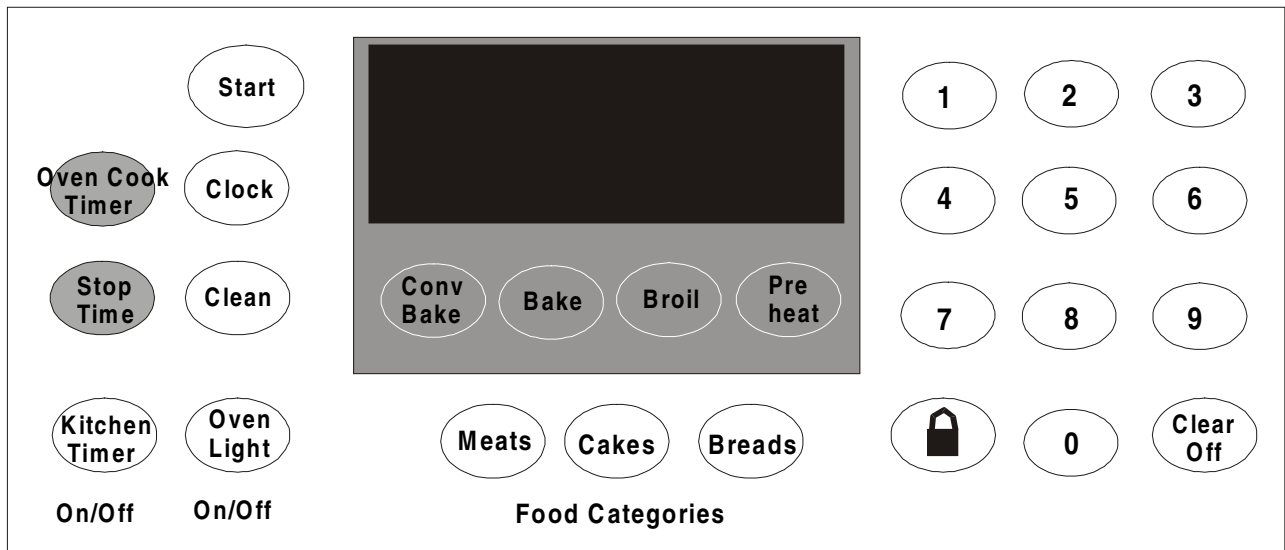 Start
1 2 3
Oven Cook
Timer
Clock
4 5 6
Stop
Time
Clean
Conv
Bake
Bake
Broil
Pre
heat
7 8 9
Kitchen
Timer
Oven
Light
Meats
Cakes
Breads
0
Clear
Off
On/Off
On/Off
Food Categories